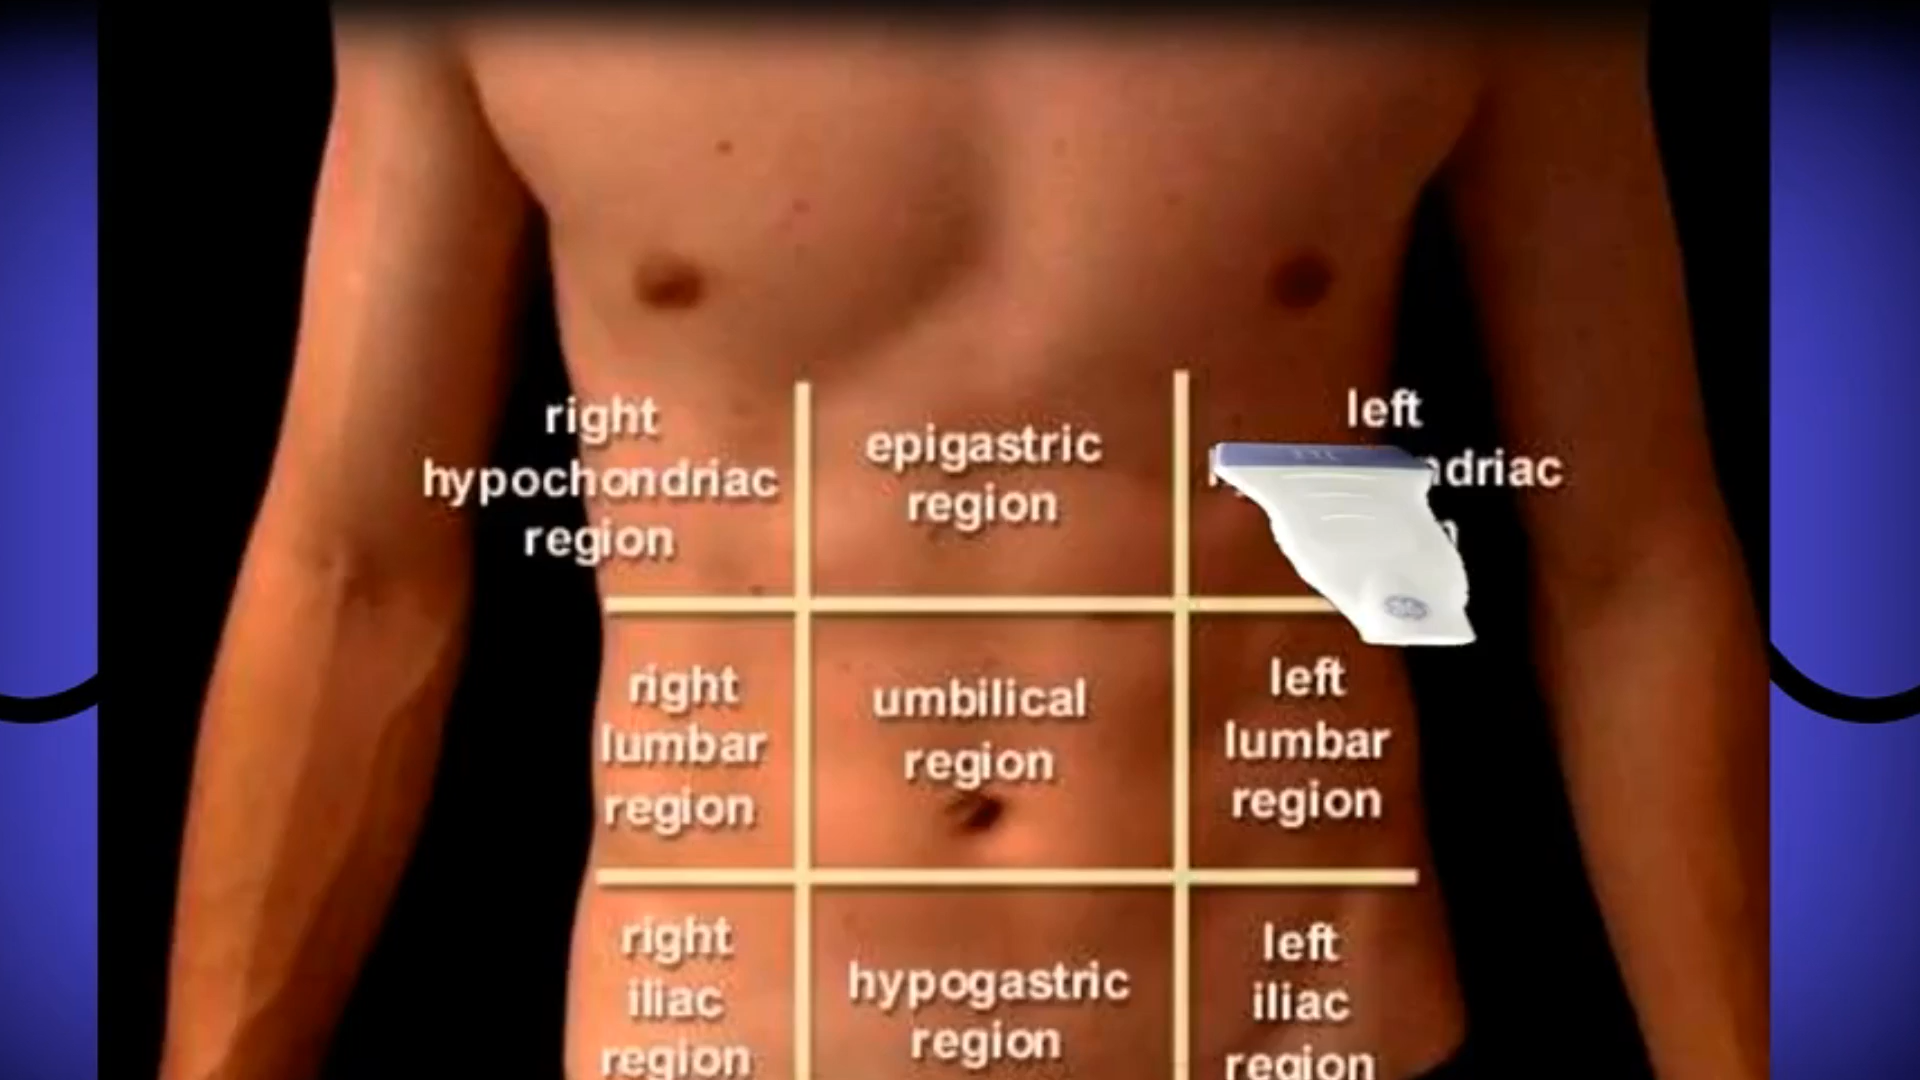 right
hypochondriac
region
epigastric
region
left
ndriac
right
lumbar
region
umbilical
region
left
lumbar
region
right
iliac
region
hypogastric
region
left
iliac
region